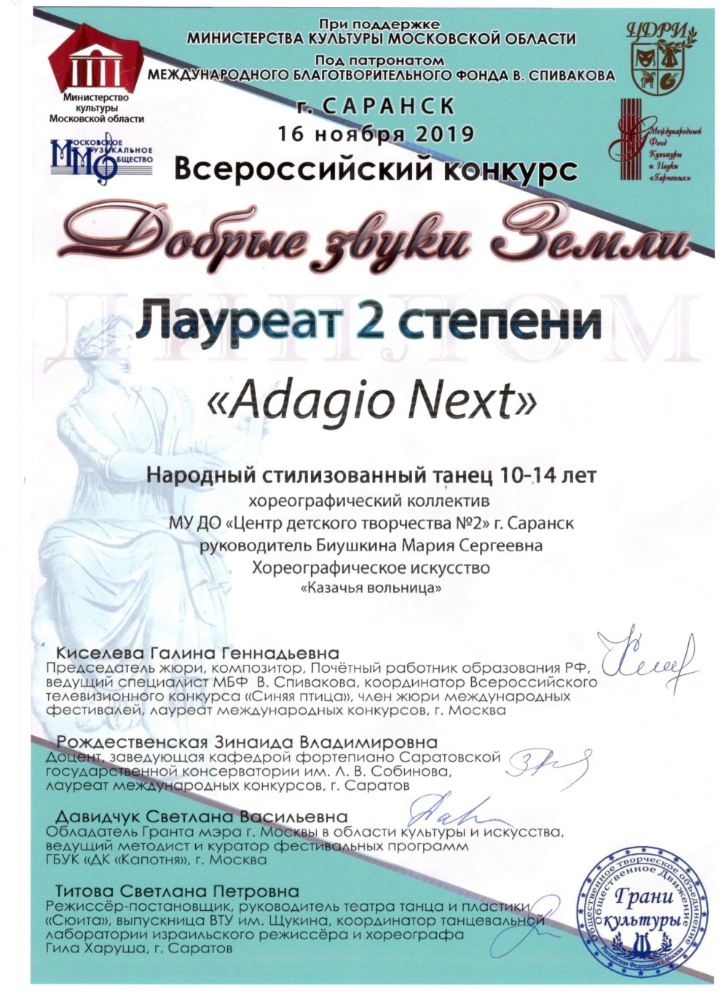 При поддержке
МИНИСТЕРСТВА КУЛЬТУРЫ МОСКОВСКОЙ ОБЛАСТИ
Под патронатом
МЕЖДУНАРОДНОГО БЛАГОТВОРИТЕЛЬНОГО ФОНДА В. СПИВАКОВА
Министерство
культуры
Московской области
ЦДРИ
г. САРАНСК
16 ноября 2019
МОСКОВСКОЕ
МУЗЫКАЛЬНОЕ
ОБЩЕСТВО
Международный
Фонд
Культуры
и Науки
«Гармония»
Всероссийский конкурс
Добрые звуки Земли
ДИПЛОМ
Лауреат 2 степени
«Adagio Next»
Народный стилизованный танец 10-14 лет
хореографический коллектив
МУ ДО «Центр детского творчества №2» г. Саранск
руководитель Биушкина Мария Сергеевна
Хореографическое искусство
«Казачья вольница»
Киселева Галина Геннадьевна
Председатель жюри, композитор, Почётный работник образования РФ,
ведущий специалист МБФ В. Спивакова, координатор Всероссийского
телевизионного конкурса «Синяя птица», член жюри международных
фестивалей, лауреат международных конкурсов, г. Москва
Рождественская Зинаида Владимировна
Доцент, заведующая кафедрой фортепиано Саратовской
государственной консерватории им. Л. В. Собинова,
лауреат международных конкурсов, г. Саратов
Давидчук Светлана Васильевна
Обладатель Гранта мэра г. Москвы в области культуры и искусства,
ведущий методист и куратор фестивальных программ
ГБУК «ДК «Капотня», г. Москва
Титова Светлана Петровна
Режиссёр-постановщик, руководитель театра танца и пластики
«Сюита», выпускница ВТУ им. Щукина, координатор танцевальной
лаборатории израильского режиссёра и хореографа
Гила Харуша, г. Саратов
Общественное творческое объединение
Общественное Движение
Грани
культуры
Российская Федерация г. Москва